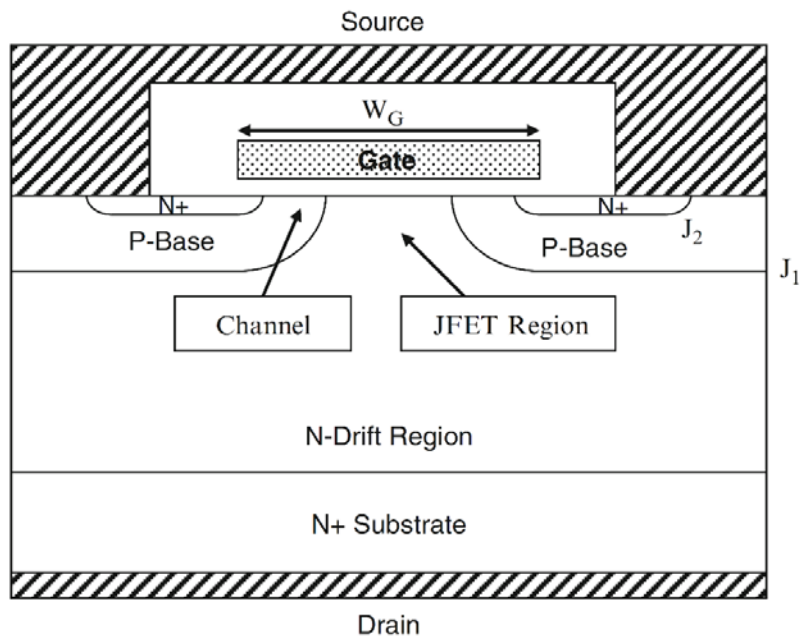 Source
W_G
Gate
N+
N+
P-Base
P-Base
J_2
J_1
Channel
JFET Region
N-Drift Region
N+ Substrate
Drain